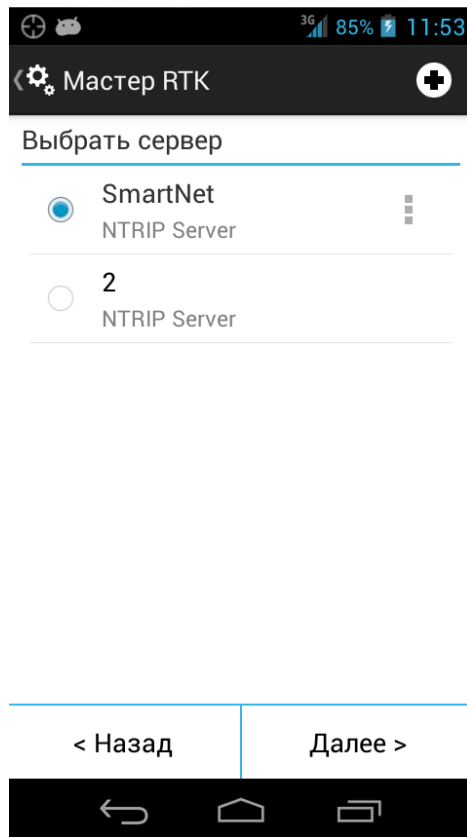 3G 85% 11:53
Мастер RTK
Выбрать сервер
SmartNet
NTRIP Server
2
NTRIP Server
< Назад
Далее >